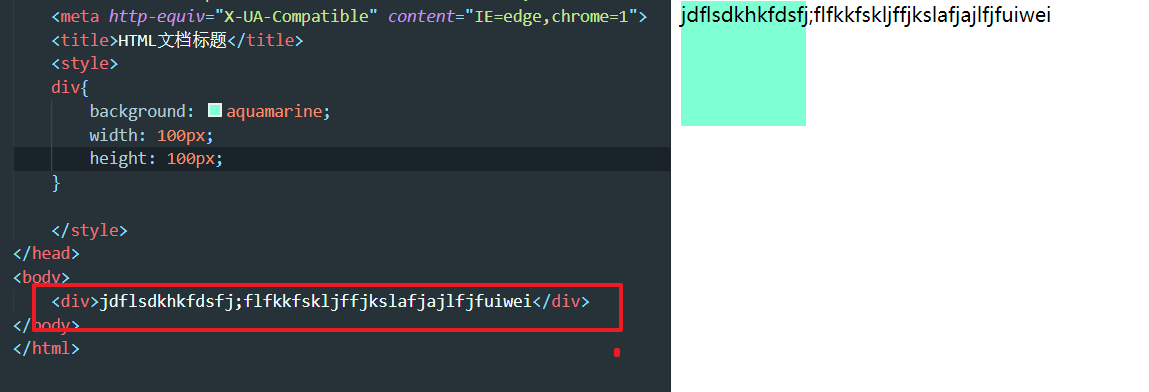 <meta http-equiv="X-UA-Compatible" content="IE=edge,chrome=1">
<title>HTML文档标题</title>
<style>
div{
background: aquamarine;
width: 100px;
height: 100px;
}
</style>
</head>
<body>
<div>jdflsdkhkfdsfj;flfkkfskljffjkslafjajlfjfuiwei</div>
</body>
</html>
jdflsdkhkfdsfj;flfkkfskljffjkslafjajlfjfuiwei